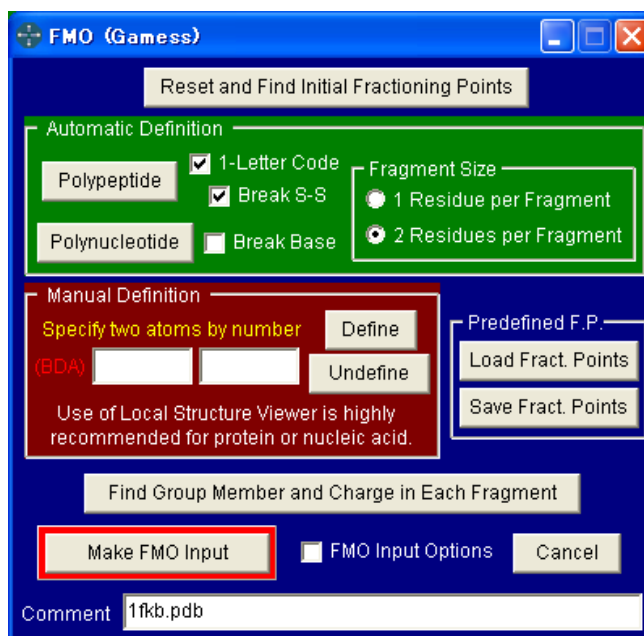 FMO (Gamess)
Reset and Find Initial Fractioning Points
Automatic Definition
Polypeptide
1-Letter Code
Break S-S
Polynucleotide
Break Base
Fragment Size
1 Residue per Fragment
2 Residues per Fragment
Manual Definition
Specify two atoms by number
(BDA)
Define
Undefine
Use of Local Structure Viewer is highly
recommended for protein or nucleic acid.
Predefined F.P.
Load Fract. Points
Save Fract. Points
Find Group Member and Charge in Each Fragment
Make FMO Input
FMO Input Options
Cancel
Comment 1fkb.pdb